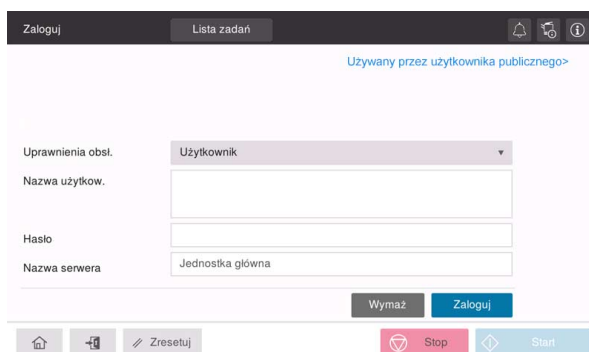 Zaloguj
Lista zadań
Używany przez użytkownika publicznego>
Uprawnienia obsł.
Użytkownik
Nazwa użytkow.
Hasło
Nazwa serwera
Jednostka główna
Wymaż
Zaloguj
Zresetuj
Stop
Start